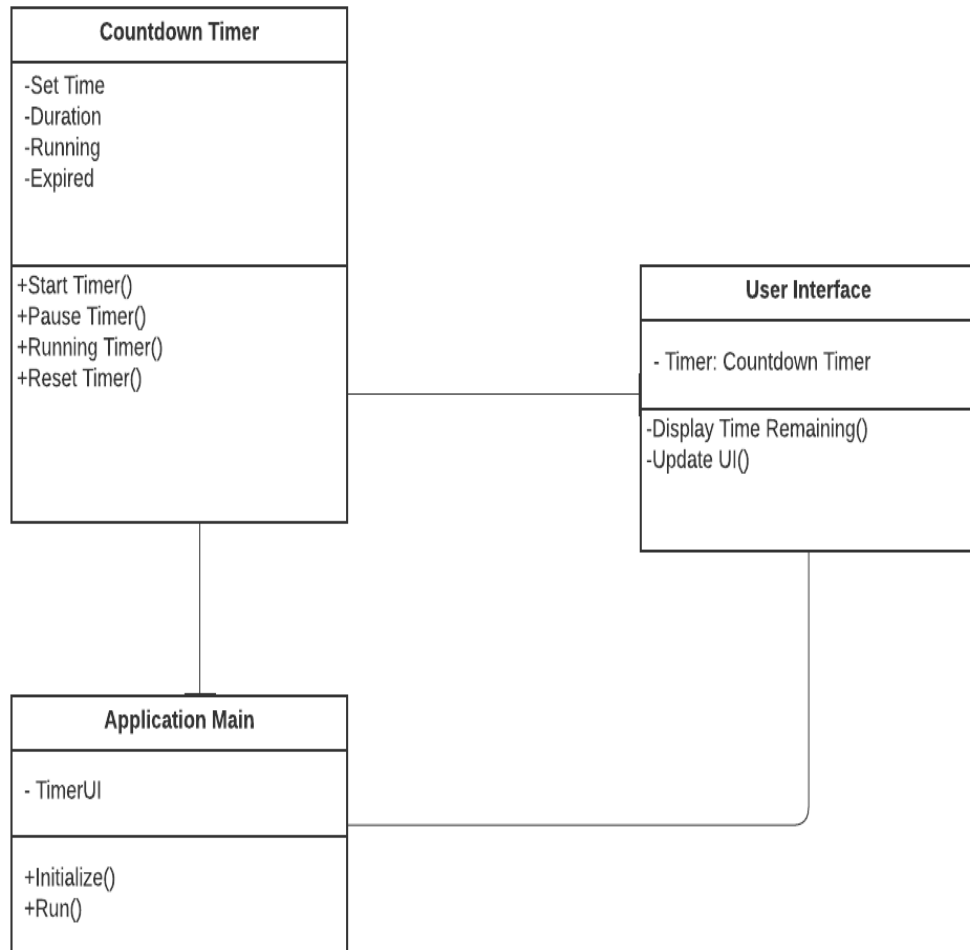 Countdown Timer
-Set Time
-Duration
-Running
-Expired
+Start Timer()
+Pause Timer()
+Running Timer()
+Reset Timer()
User Interface
- Timer: Countdown Timer
-Display Time Remaining()
-Update UI()
Application Main
- TimerUI
+Initialize()
+Run()